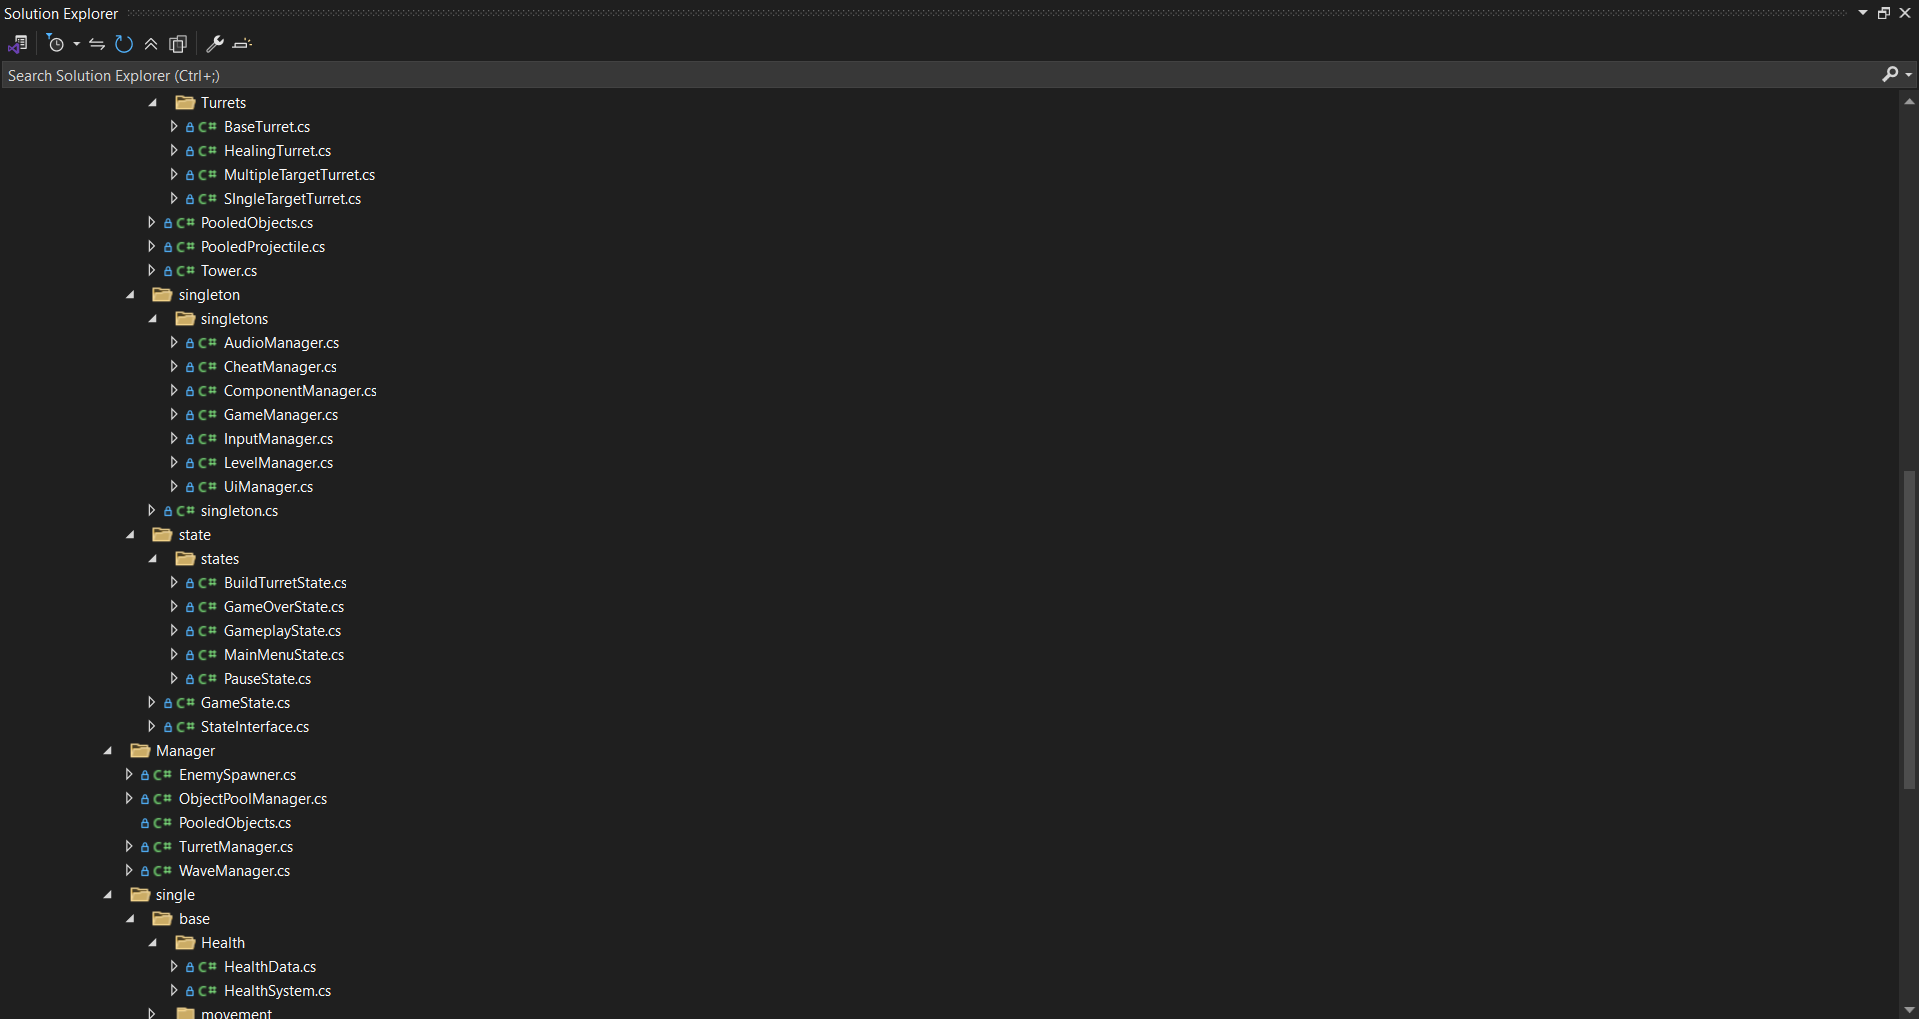 Solution Explorer
Search Solution Explorer (Ctrl+;)
Turrets
C# BaseTurret.cs
C# HealingTurret.cs
C# MultipleTargetTurret.cs
C# SIngleTargetTurret.cs
C# PooledObjects.cs
C# PooledProjectile.cs
C# Tower.cs
singleton
singletons
C# AudioManager.cs
C# CheatManager.cs
C# ComponentManager.cs
C# GameManager.cs
C# InputManager.cs
C# LevelManager.cs
C# UiManager.cs
C# singleton.cs
state
states
C# BuildTurretState.cs
C# GameOverState.cs
C# GameplayState.cs
C# MainMenuState.cs
C# PauseState.cs
C# GameState.cs
C# StateInterface.cs
Manager
C# EnemySpawner.cs
C# ObjectPoolManager.cs
C# PooledObjects.cs
C# TurretManager.cs
C# WaveManager.cs
single
base
Health
C# HealthData.cs
C# HealthSystem.cs
movement